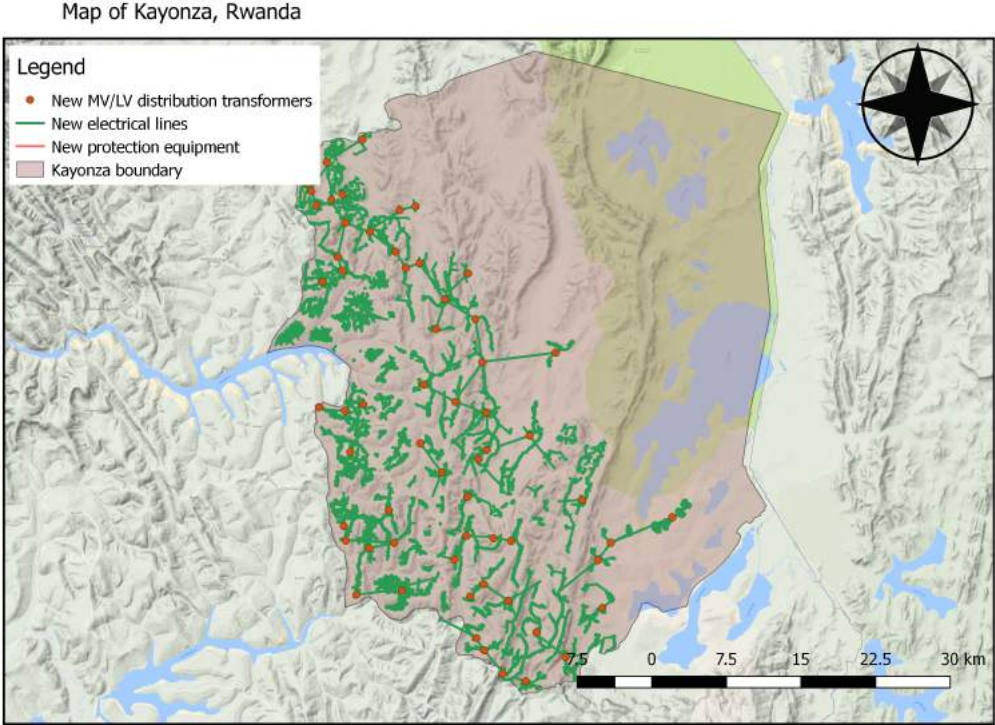 Map of Kayonza, Rwanda
Legend
New MV/LV distribution transformers
New electrical lines
New protection equipment
Kayonza boundary
7.5 0 7.5 15 22.5 30 km